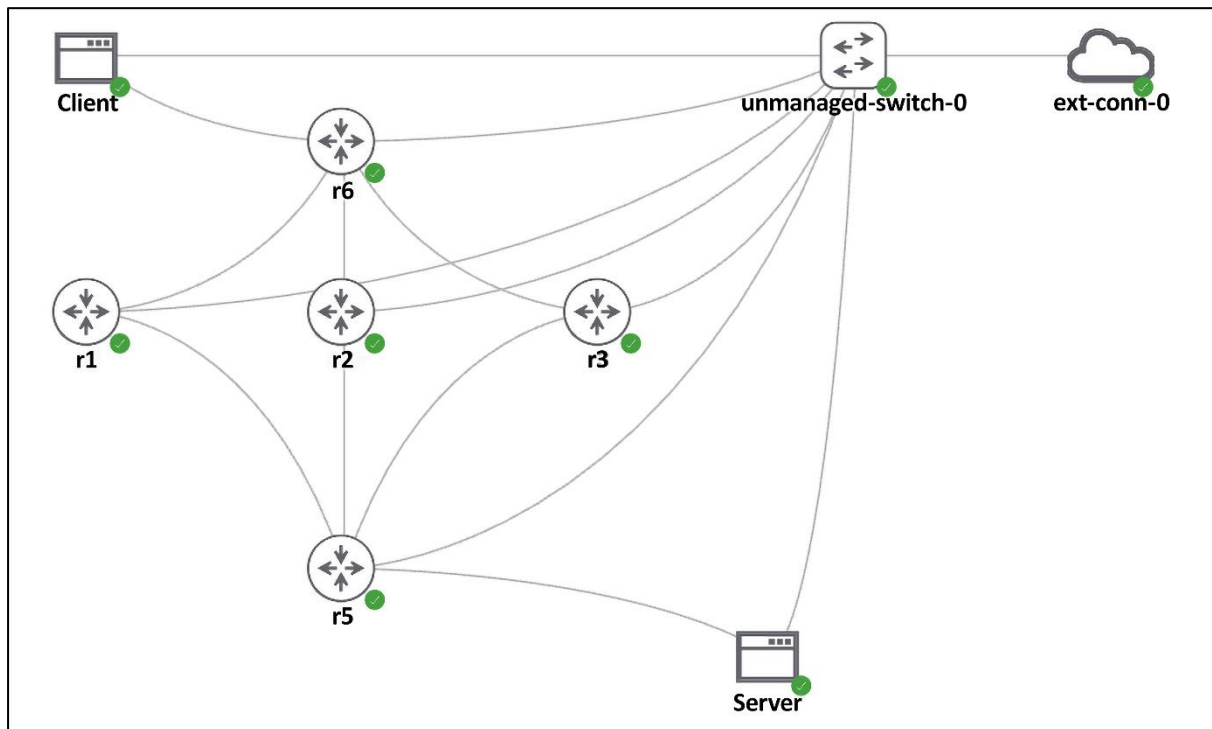 Client
unmanaged-switch-0
ext-conn-0
r6
r1
r2
r3
r5
Server